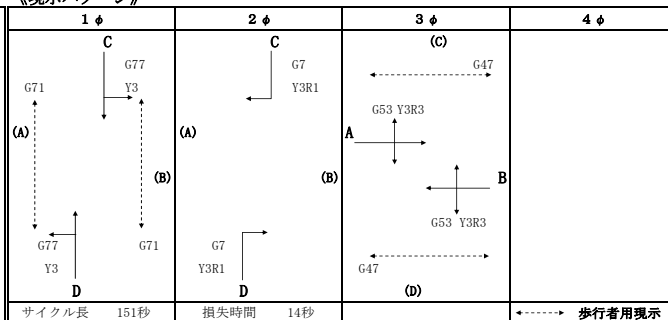 《現示パターン》
1φ 2φ 3φ 4φ
C
G77
Y3
G71
(A)
(B)
G77
G71
Y3
D
C
G7
Y3R1
(A)
(B)
G7
Y3R1
D
(C)
G47
G53 Y3R3
A
B
G53 Y3R3
G47
(D)
サイクル長 151秒 損失時間 14秒
歩行者用現示